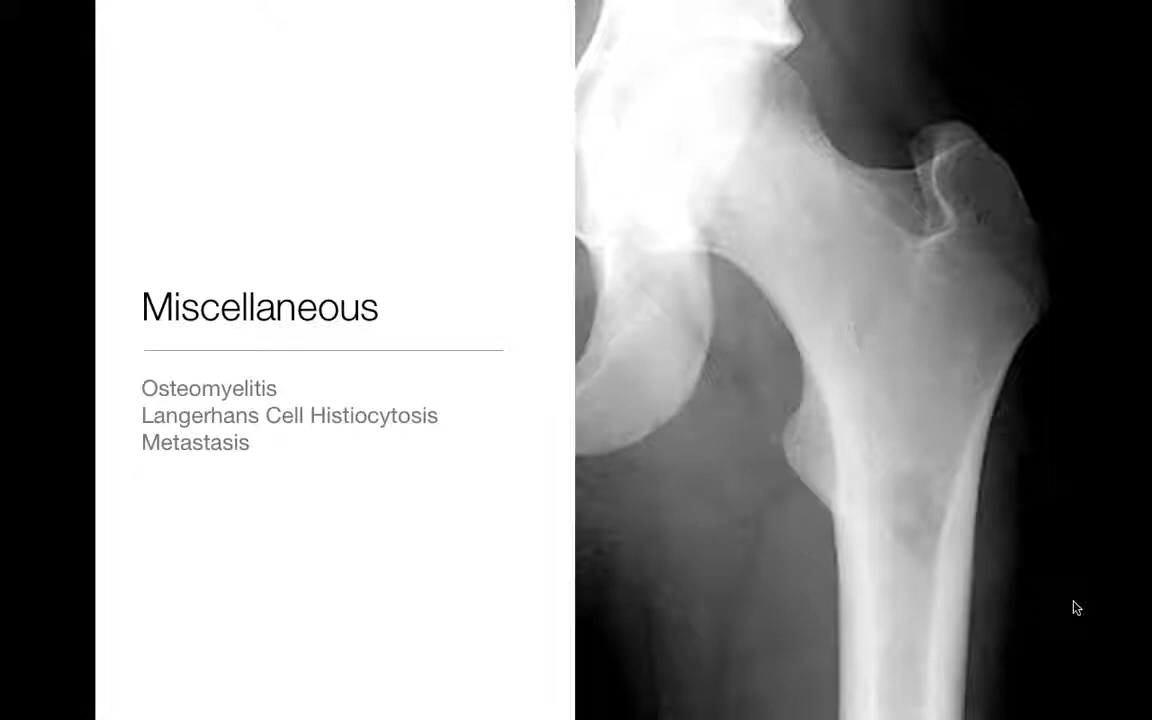 Miscellaneous
Osteomyelitis
Langerhans Cell Histiocytosis
Metastasis